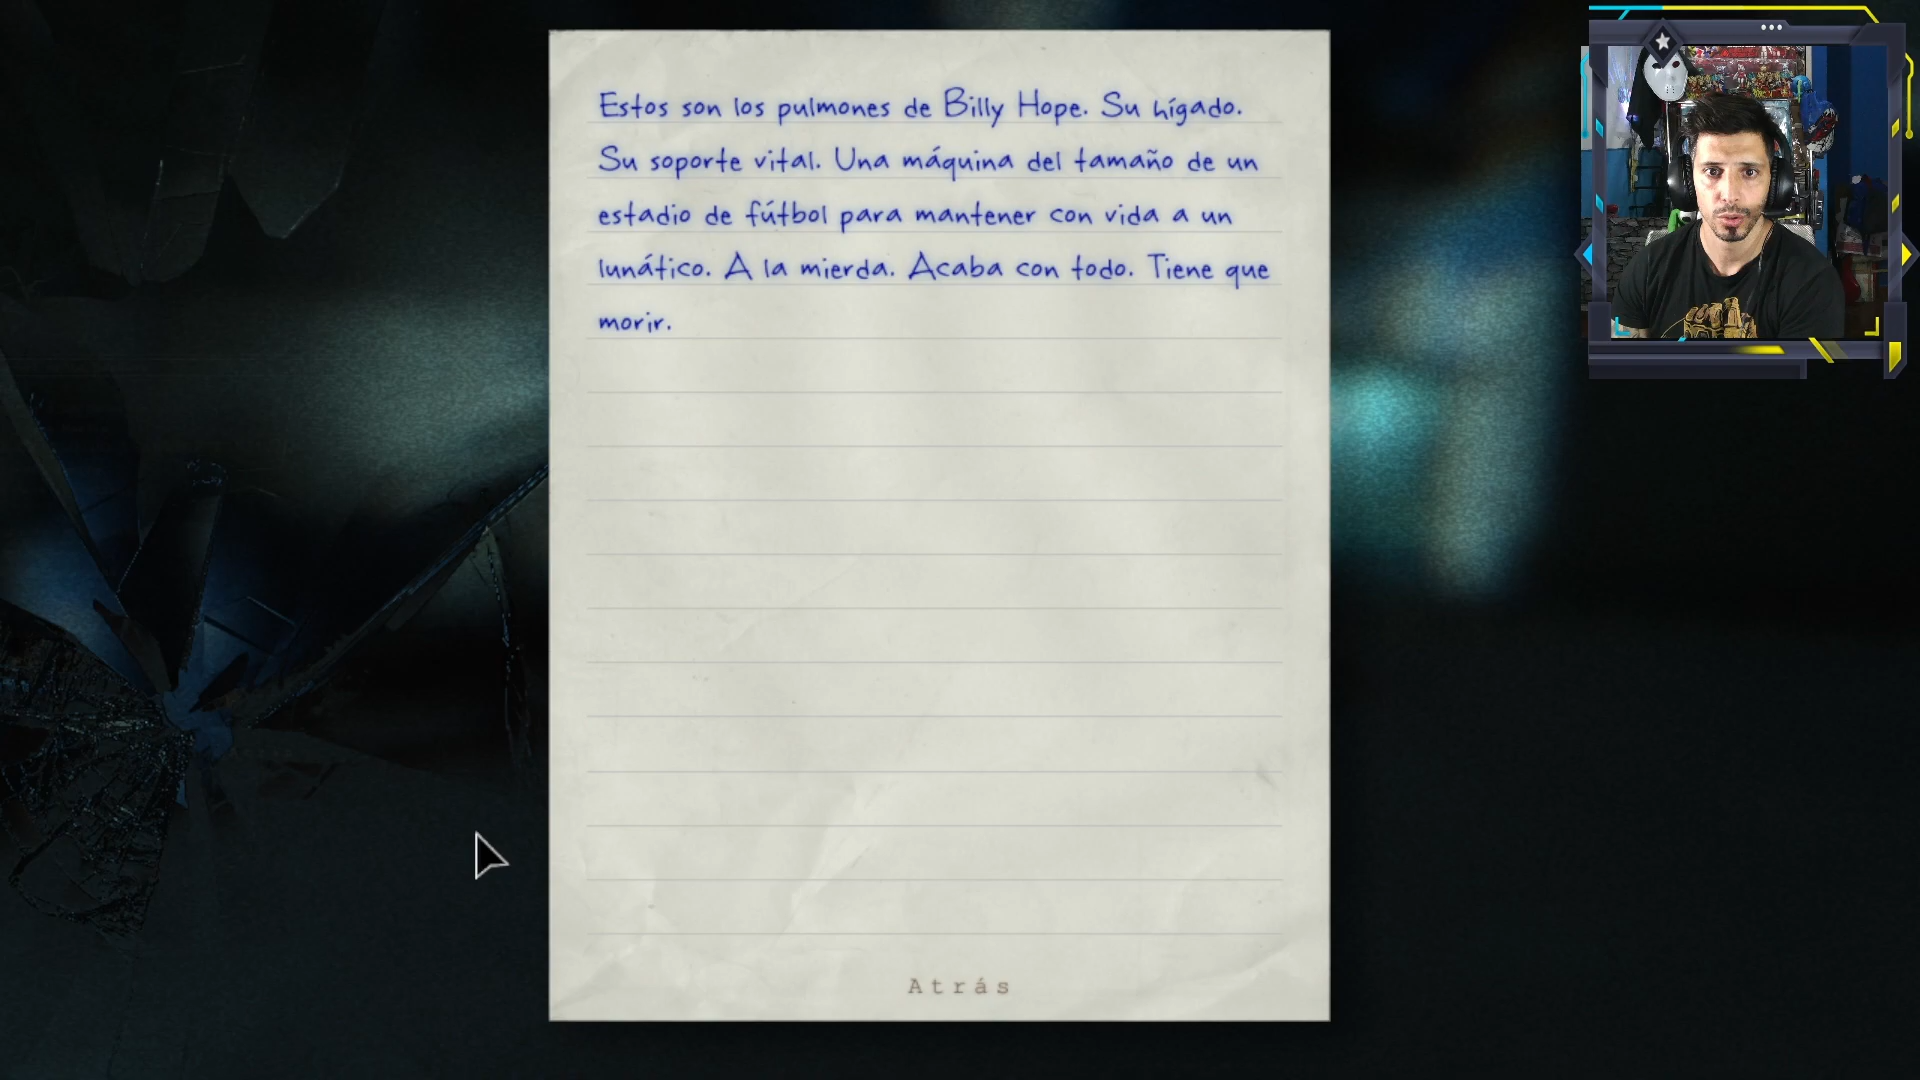 Estos son los pulmones de Billy Hope. Su hígado.
Su soporte vital. Una máquina del tamaño de un
estadio de fútbol para mantener con vida a un
lunático. A la mierda. Acaba con todo. Tiene que
morir.
Atrás